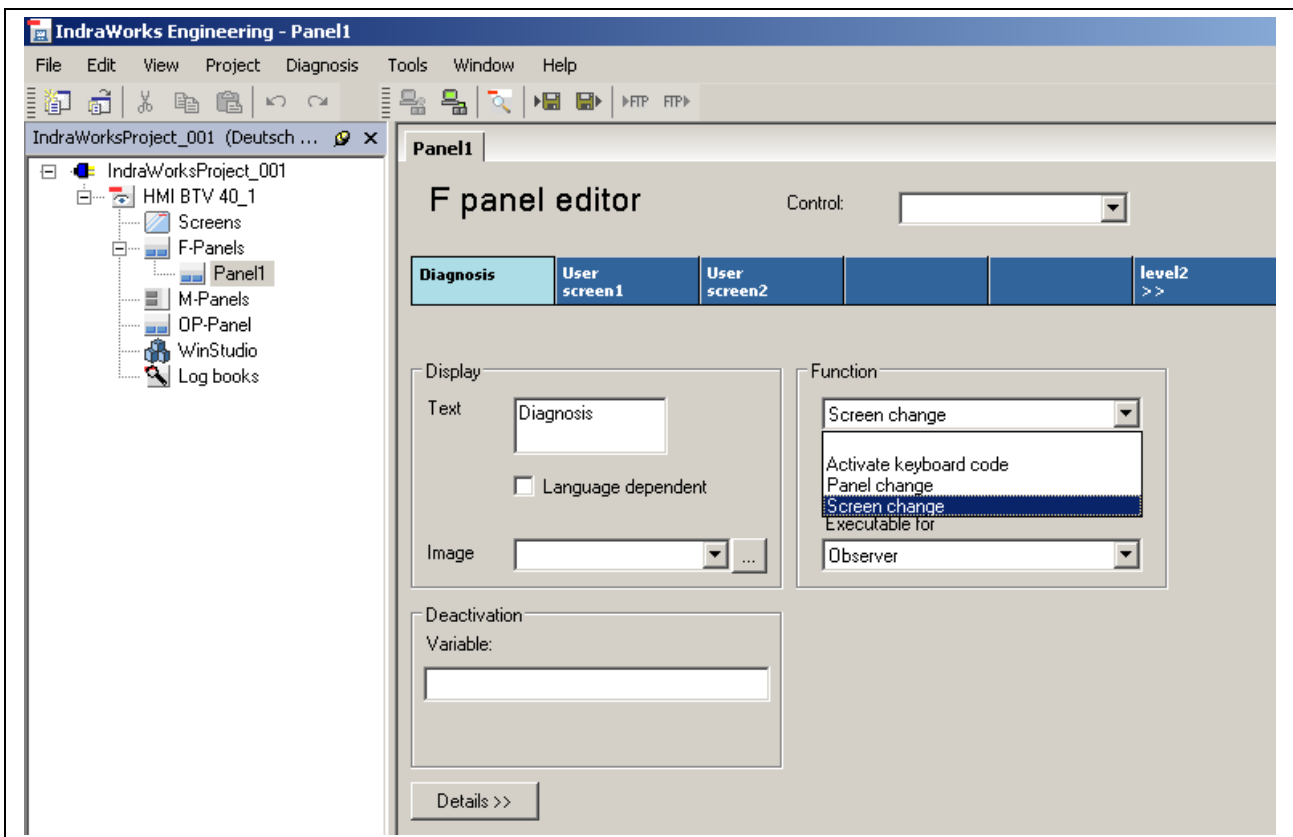 IndraWorks Engineering - Panel1
File Edit View Project Diagnosis Tools Window Help
FTP FTP
IndraWorksProject_001 (Deutsch ...
IndraWorksProject_001
HMI BTV 40_1
Screens
F-Panels
Panel1
M-Panels
OP-Panel
WinStudio
Log books
Panel1
F panel editor
Control:
Diagnosis
User
screen1
User
screen2
level2
>>
Display
Text
Diagnosis
Language dependent
Image
...
Function
Screen change
Activate keyboard code
Panel change
Screen change
Executable for
Observer
Deactivation
Variable:
Details >>